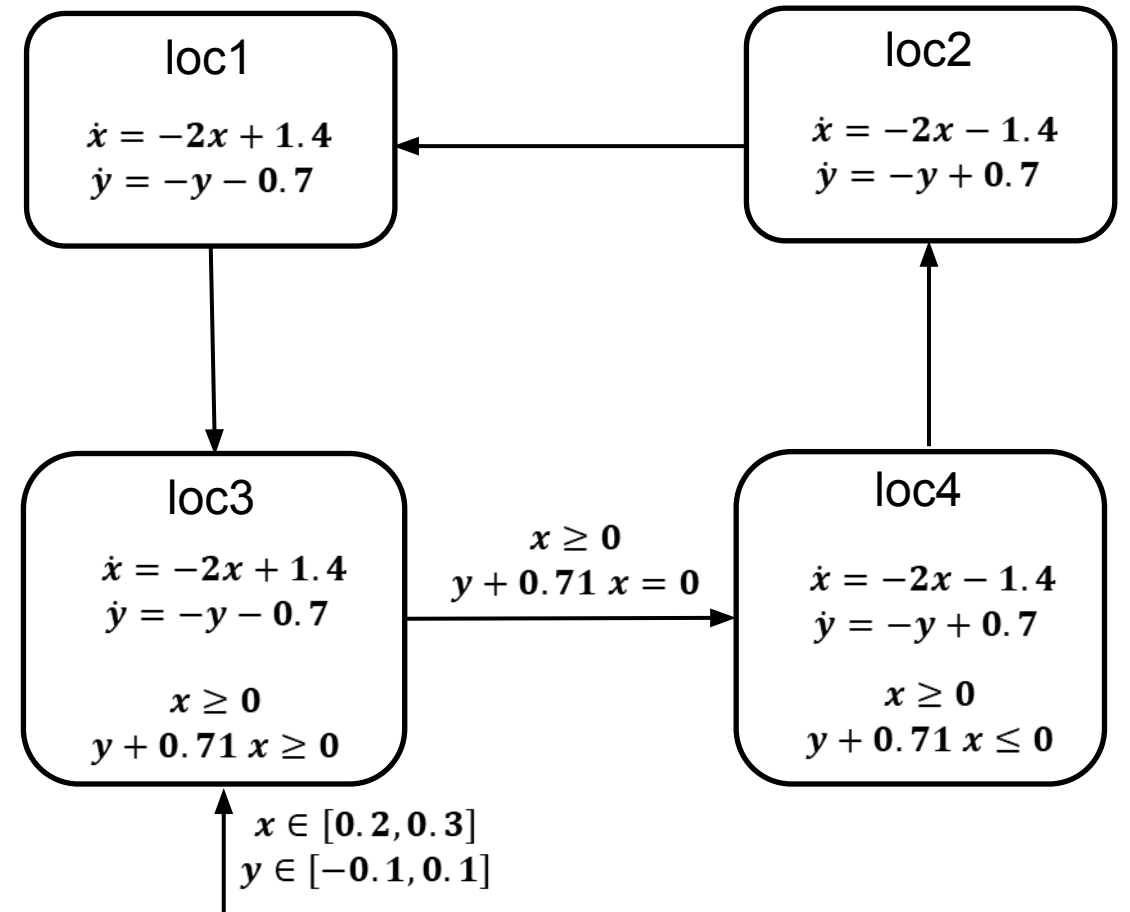 loc1
ẋ = −2x + 1.4
ẏ = −y − 0.7
loc2
ẋ = −2x − 1.4
ẏ = −y + 0.7
loc3
ẋ = −2x + 1.4
ẏ = −y − 0.7
x ≥ 0
y + 0.71 x ≥ 0
x ≥ 0
y + 0.71 x = 0
loc4
ẋ = −2x − 1.4
ẏ = −y + 0.7
x ≥ 0
y + 0.71 x ≤ 0
x ∈ [0.2, 0.3]
y ∈ [−0.1, 0.1]